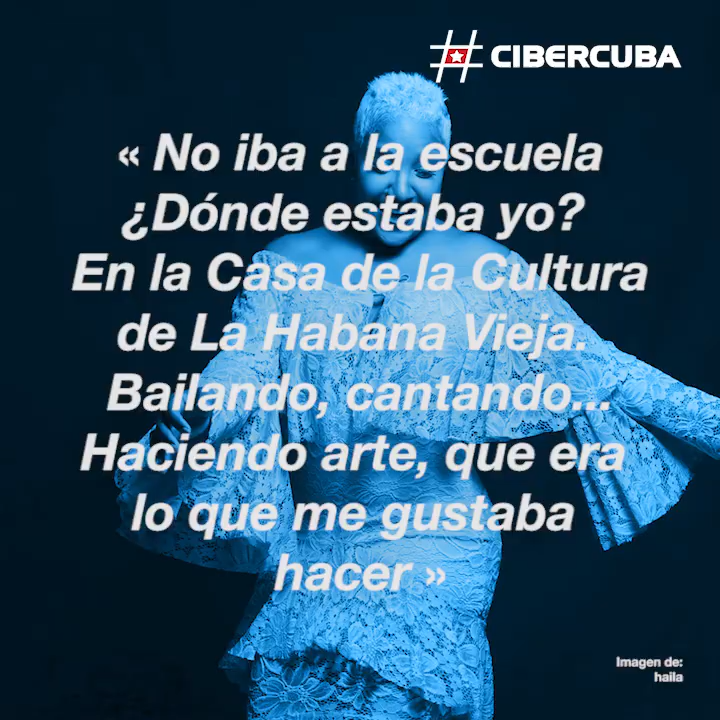 # CIBERCUBA
« No iba a la escuela
¿Dónde estaba yo?
En la Casa de la Cultura
de La Habana Vieja.
Bailando, cantando...
Haciendo arte, que era
lo que me gustaba
hacer »
Imagen de:
haila